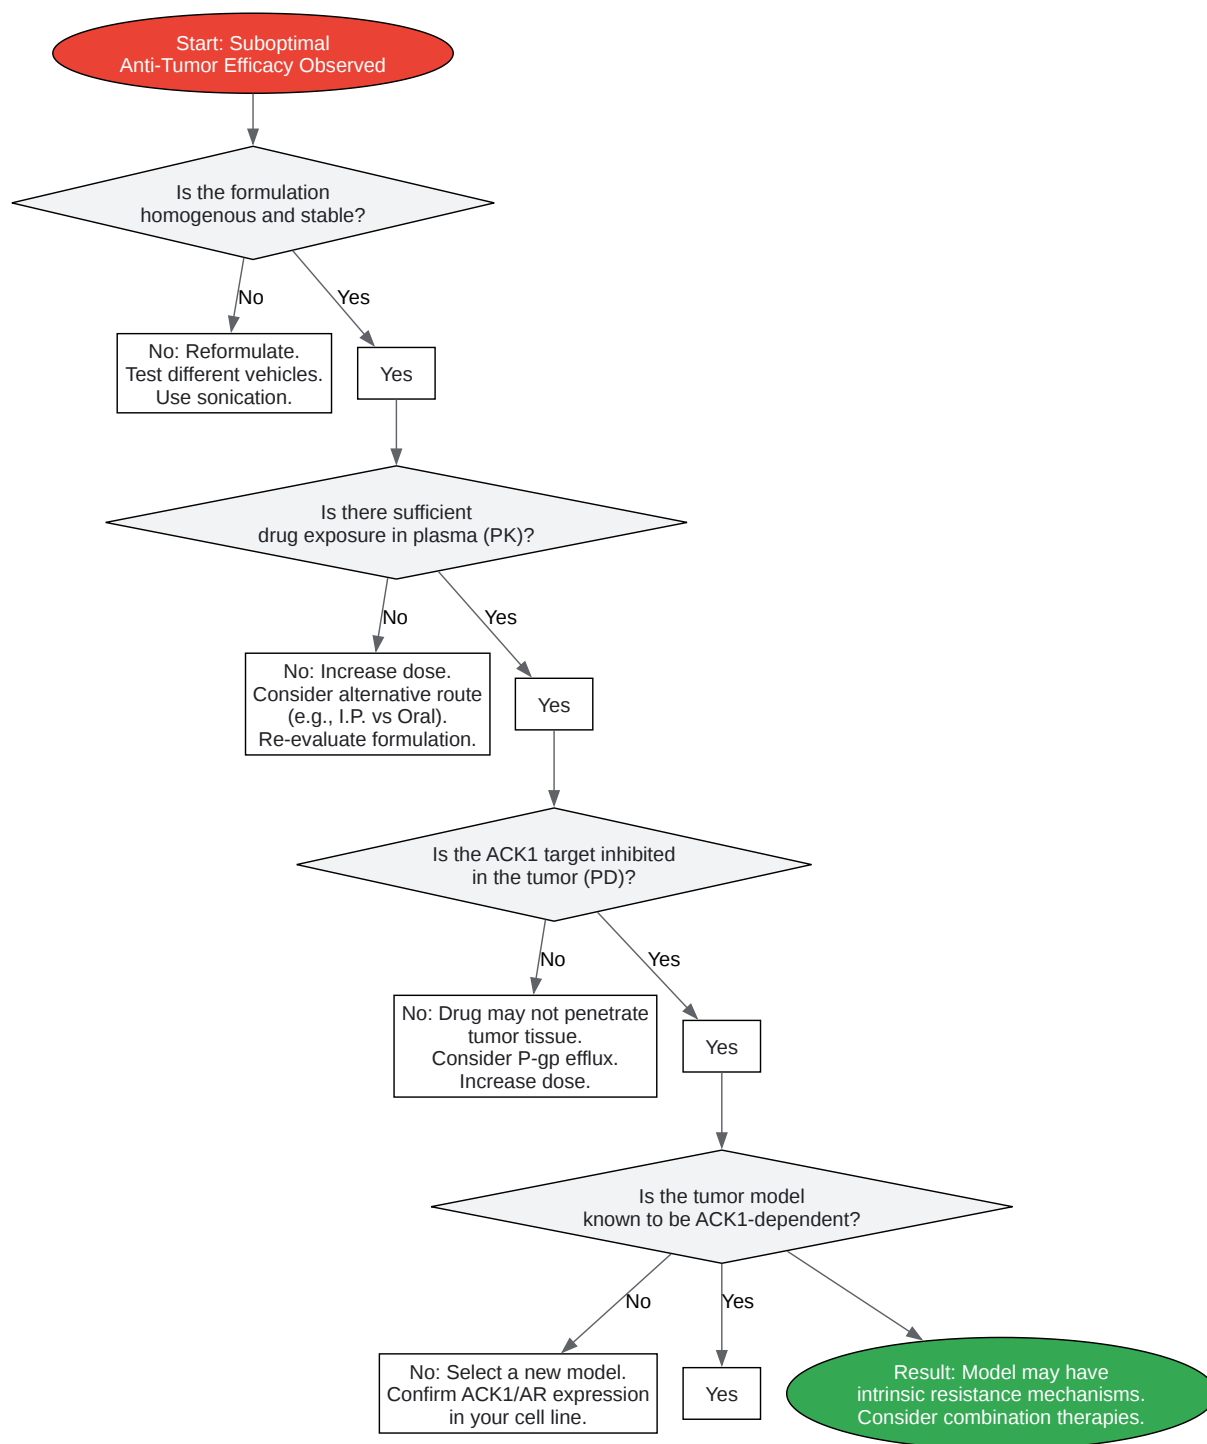 Start: Suboptimal
Anti-Tumor Efficacy Observed
Is the formulation
homogenous and stable?
No
Yes
No: Reformulate.
Test different vehicles.
Use sonication.
Yes
Is there sufficient
drug exposure in plasma (PK)?
No
Yes
No: Increase dose.
Consider alternative route
(e.g., I.P. vs Oral).
Re-evaluate formulation.
Yes
Is the ACK1 target inhibited
in the tumor (PD)?
No
Yes
No: Drug may not penetrate
tumor tissue.
Consider P-gp efflux.
Increase dose.
Yes
Is the tumor model
known to be ACK1-dependent?
No
Yes
No: Select a new model.
Confirm ACK1/AR expression
in your cell line.
Yes
Result: Model may have
intrinsic resistance mechanisms.
Consider combination therapies.